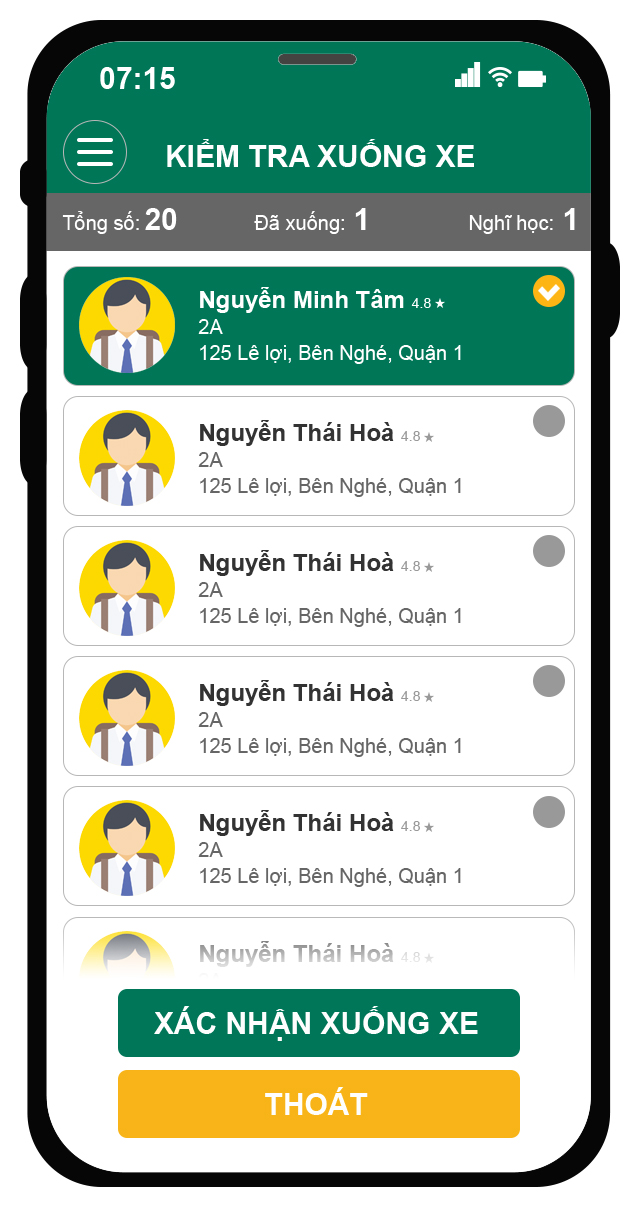 07:15
KIỂM TRA XUỐNG XE
Tổng số: 20 Đã xuống: 1 Nghĩ học: 1
Nguyễn Minh Tâm 4.8 ★
2A
125 Lê lợi, Bên Nghé, Quận 1
Nguyễn Thái Hoà 4.8 ★
2A
125 Lê lợi, Bên Nghé, Quận 1
Nguyễn Thái Hoà 4.8 ★
2A
125 Lê lợi, Bên Nghé, Quận 1
Nguyễn Thái Hoà 4.8 ★
2A
125 Lê lợi, Bên Nghé, Quận 1
Nguyễn Thái Hoà 4.8 ★
2A
125 Lê lợi, Bên Nghé, Quận 1
Nguyễn Thái Hoà 4.8 ★
XÁC NHẬN XUỐNG XE
THOÁT